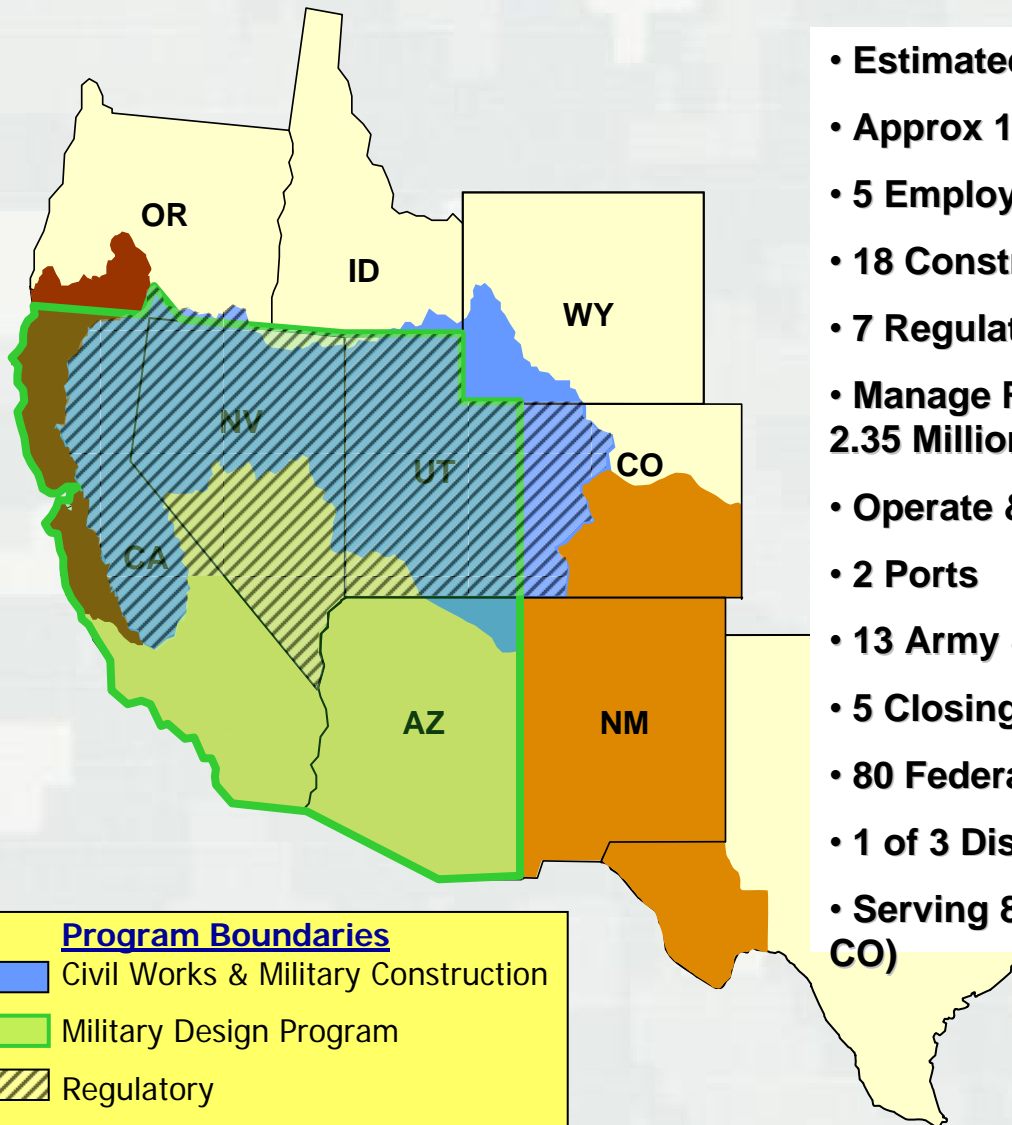 OR
ID
WY
NV
UT
CO
CA
AZ
NM
• Estimated
• Approx 1
• 5 Employ
• 18 Constr
• 7 Regulat
• Manage F
2.35 Million
• Operate &
• 2 Ports
• 13 Army
• 5 Closing
• 80 Federa
• 1 of 3 Dis
• Serving 8
CO)
Program Boundaries
Civil Works & Military Construction
Military Design Program
Regulatory